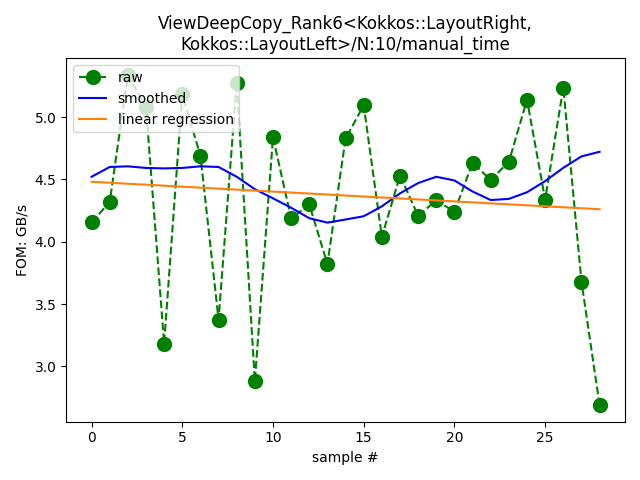 ViewDeepCopy_Rank6<Kokkos::LayoutRight,
Kokkos::LayoutLeft>/N:10/manual_time
raw
smoothed
linear regression
FOM: GB/s
5.0
4.5
4.0
3.5
3.0
0 5 10 15 20 25
sample #